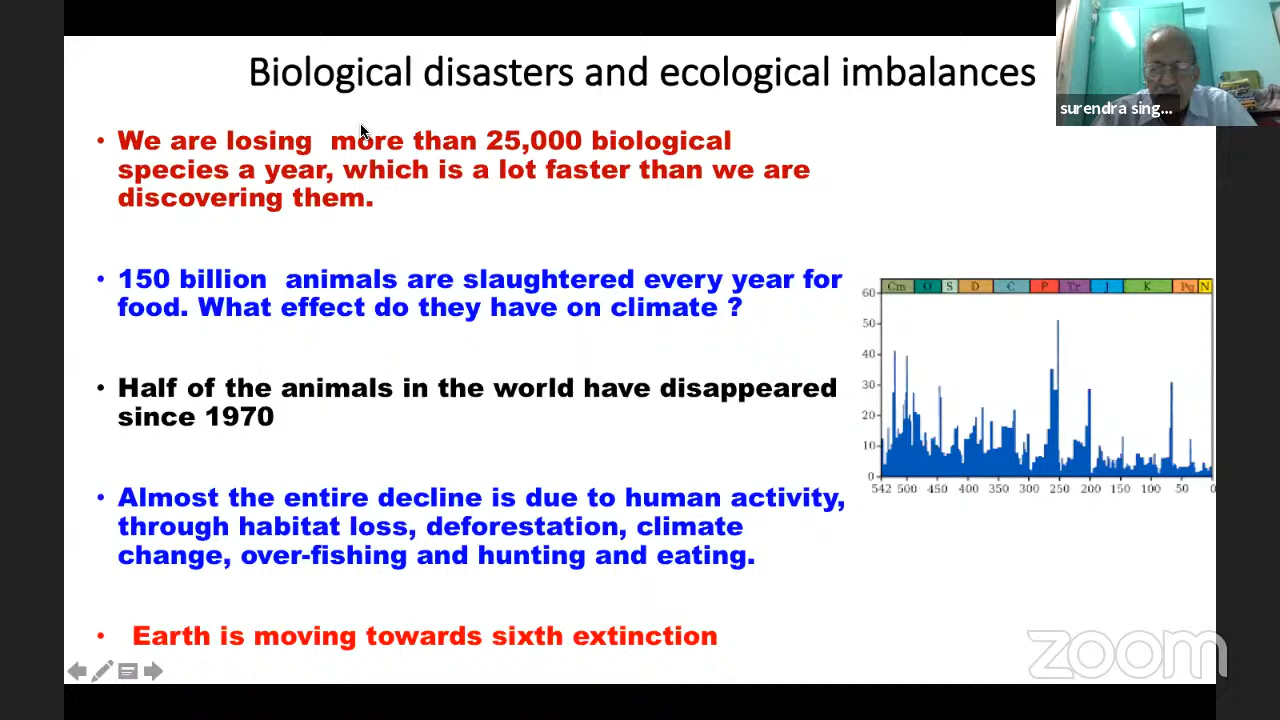 Biological disasters and ecological imbalances
surendra sing...
• We are losing more than 25,000 biological
species a year, which is a lot faster than we are
discovering them.
• 150 billion animals are slaughtered every year for
food. What effect do they have on climate ?
• Half of the animals in the world have disappeared
since 1970
• Almost the entire decline is due to human activity,
through habitat loss, deforestation, climate
change, over-fishing and hunting and eating.
• Earth is moving towards sixth extinction
Cm O S D C P Tr J K Pg N
60
50
40
30
20
10
0
542 500 450 400 350 300 250 200 150 100 50 0
zoom